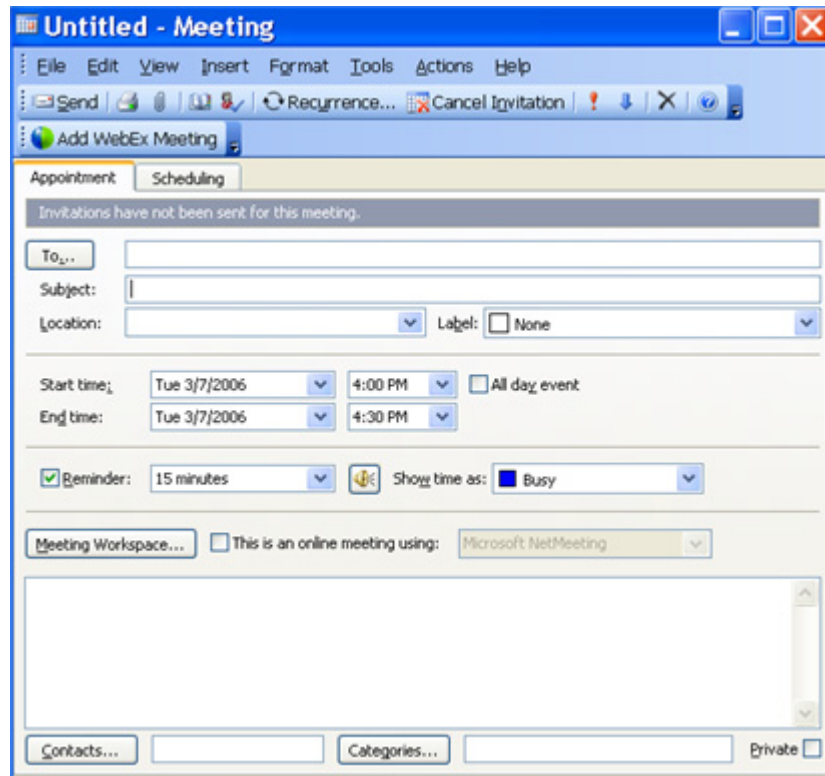 Untitled - Meeting
File Edit View Insert Format Tools Actions Help
Send Recurrence... Cancel Invitation
Add WebEx Meeting
Appointment Scheduling
Invitations have not been sent for this meeting.
To...
Subject:
Location: Label: None
Start time: Tue 3/7/2006 4:00 PM All day event
End time: Tue 3/7/2006 4:30 PM
Reminder: 15 minutes Show time as: Busy
Meeting Workspace... This is an online meeting using: Microsoft NetMeeting
Contacts... Categories... Private